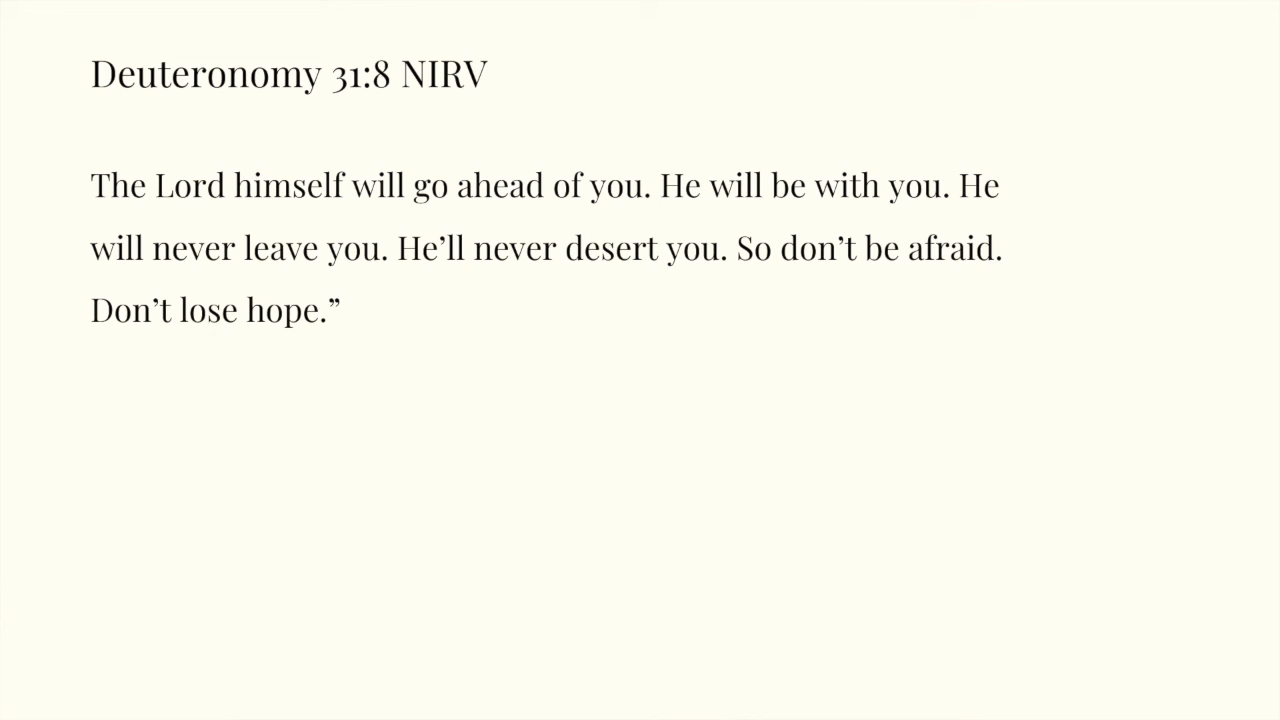 Deuteronomy 31:8 NIRV
The Lord himself will go ahead of you. He will be with you. He
will never leave you. He’ll never desert you. So don’t be afraid.
Don’t lose hope.”